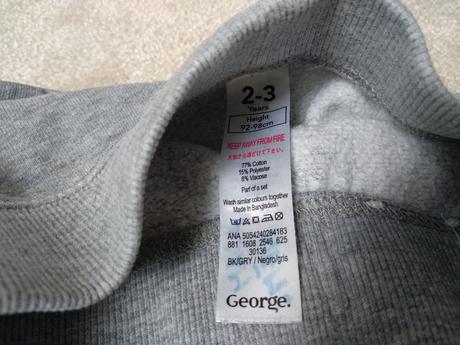 2-3
Years
Height
92-98cm
KEEP AWAY FROM FIRE
77% Cotton
15% Polyester
8% Viscose
Part of a set
Wash similar colours together
Made In Bangladesh
ANA 5054240284183
881 1608 2546 625
30136
BK/GRY / Negro/gris
George.